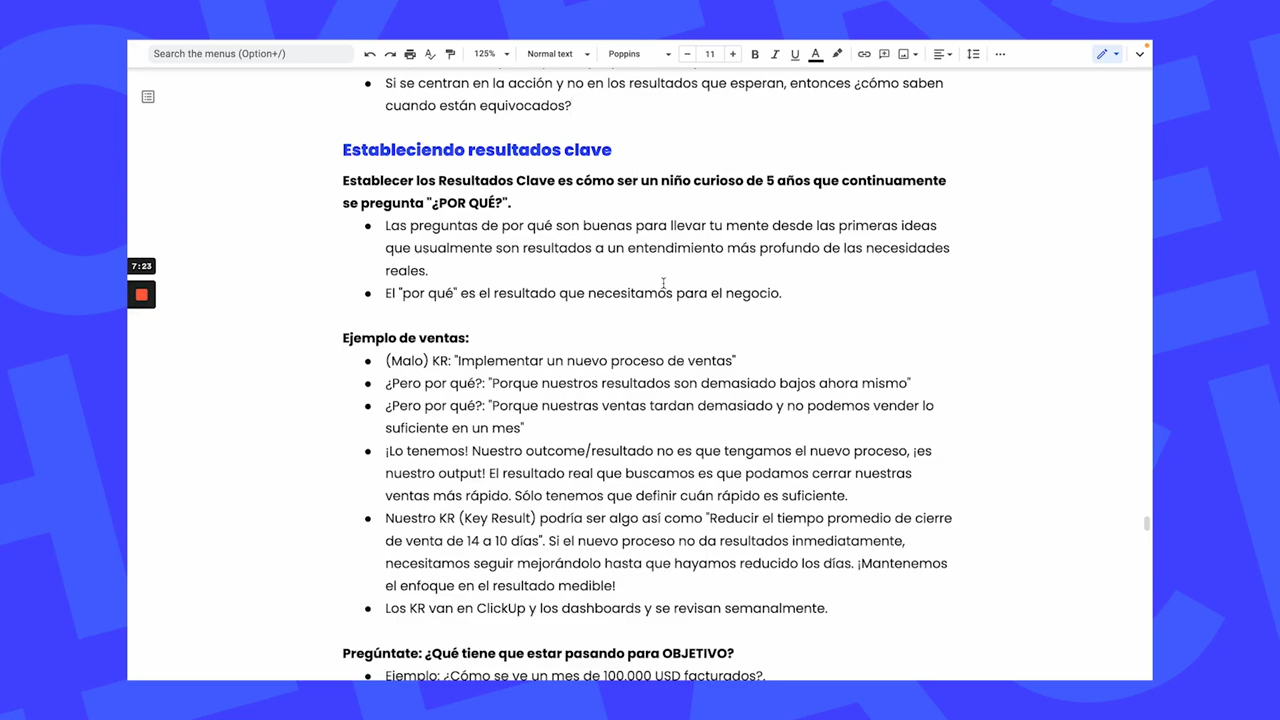 Search the menus (Option+/)
125%
Normal text
Poppins
11
B
I
U
A
Si se centran en la acción y no en los resultados que esperan, entonces ¿cómo saben
cuando están equivocados?
Estableciendo resultados clave
Establecer los Resultados Clave es cómo ser un niño curioso de 5 años que continuamente
se pregunta "¿POR QUÉ?".
Las preguntas de por qué son buenas para llevar tu mente desde las primeras ideas
que usualmente son resultados a un entendimiento más profundo de las necesidades
reales.
7:23
El "por qué" es el resultado que necesitamos para el negocio.
Ejemplo de ventas:
(Malo) KR: "Implementar un nuevo proceso de ventas"
¿Pero por qué?: "Porque nuestros resultados son demasiado bajos ahora mismo"
¿Pero por qué?: "Porque nuestras ventas tardan demasiado y no podemos vender lo
suficiente en un mes"
¡Lo tenemos! Nuestro outcome/resultado no es que tengamos el nuevo proceso, ¡es
nuestro output! El resultado real que buscamos es que podamos cerrar nuestras
ventas más rápido. Sólo tenemos que definir cuán rápido es suficiente.
Nuestro KR (Key Result) podría ser algo así como "Reducir el tiempo promedio de cierre
de venta de 14 a 10 días". Si el nuevo proceso no da resultados inmediatamente,
necesitamos seguir mejorándolo hasta que hayamos reducido los días. ¡Mantenemos
el enfoque en el resultado medible!
Los KR van en ClickUp y los dashboards y se revisan semanalmente.
Pregúntate: ¿Qué tiene que estar pasando para OBJETIVO?
Ejemplo: ¿Cómo se ve un mes de 100,000 USD facturados?.